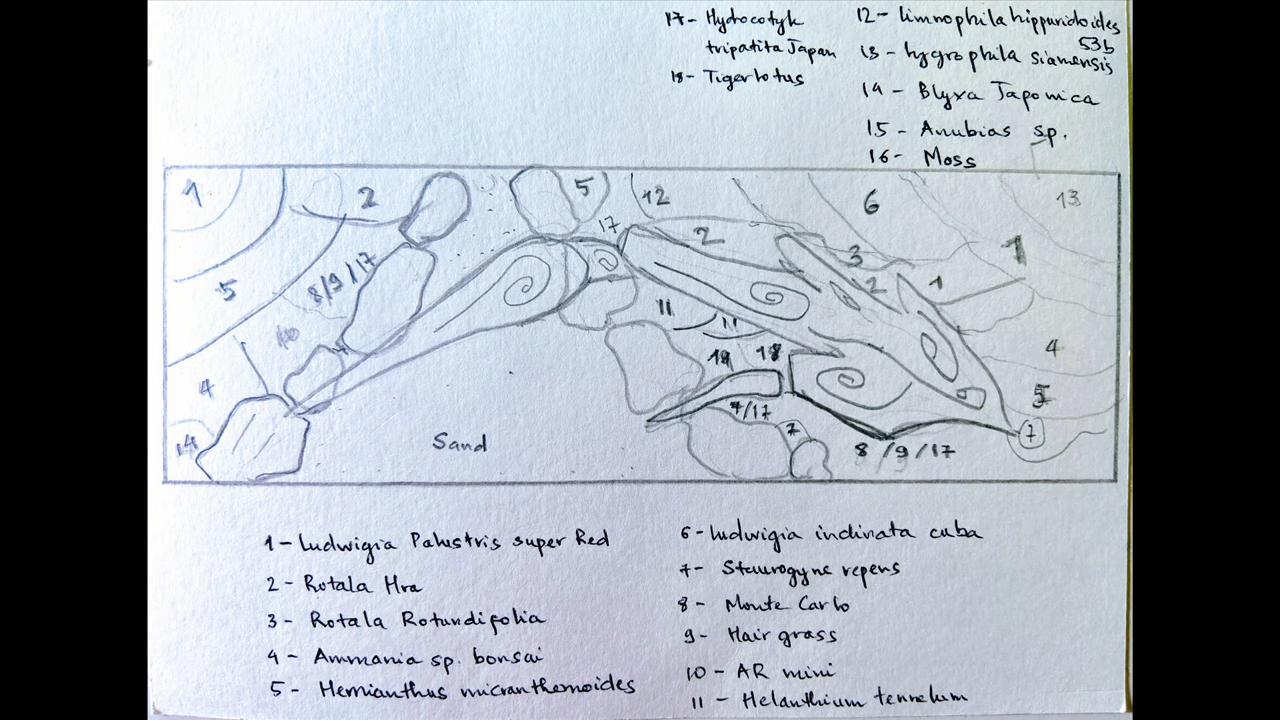 17- Hydrocotyle
tripatita Japan
18- Tiger lotus
12- limnophila hippuridoides
13- hygrophila siamensis
53b
14- Blyxa Japonica
15- Anubias sp.
16- Moss
1 2 5 12 6 13
17 2 3 1
5 8/9/17 2 1
10 11 11 4
4 19 18 5
7/17
14 Sand 7 7
8/9/17
1- Ludwigia Palustris super Red
2- Rotala Hra
3- Rotala Rotundifolia
4- Ammania sp. bonsai
5- Hemianthus micranthemoides
6- ludwigia inclinata cuba
7- Staurogyne repens
8- Monte Carlo
9- Hair grass
10- AR mini
11- Helanthium tennelum